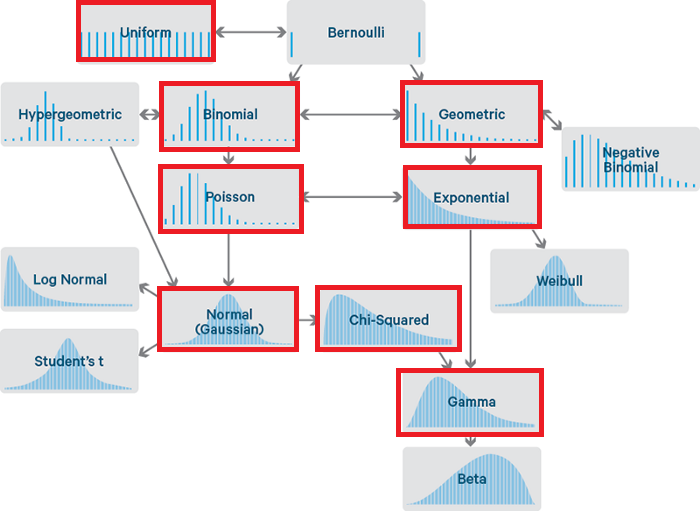 Uniform
Bernoulli
Hypergeometric
Binomial
Geometric
Negative
Binomial
Poisson
Exponential
Log Normal
Weibull
Normal
(Gaussian)
Chi-Squared
Student's t
Gamma
Beta